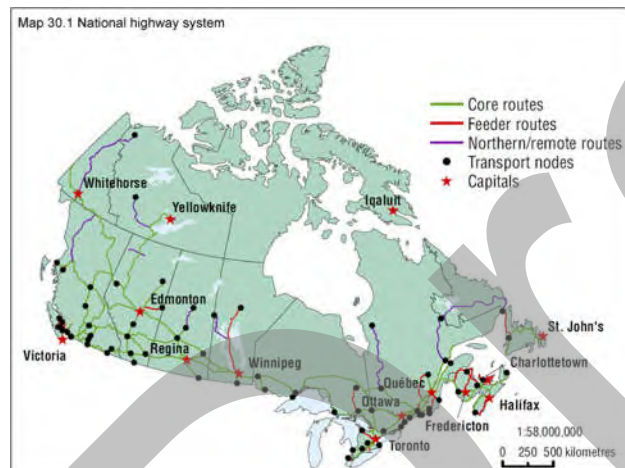 Map 30.1 National highway system
Core routes
Feeder routes
Northern/remote routes
Transport nodes
Capitals
Whitehorse
Yellowknife
Iqaluit
Edmonton
St. John's
Regina
Victoria
Winnipeg
Charlottetown
Québec
Ottawa
Halifax
Fredericton
Toronto
1:58,000,000
0 250 500 kilometres